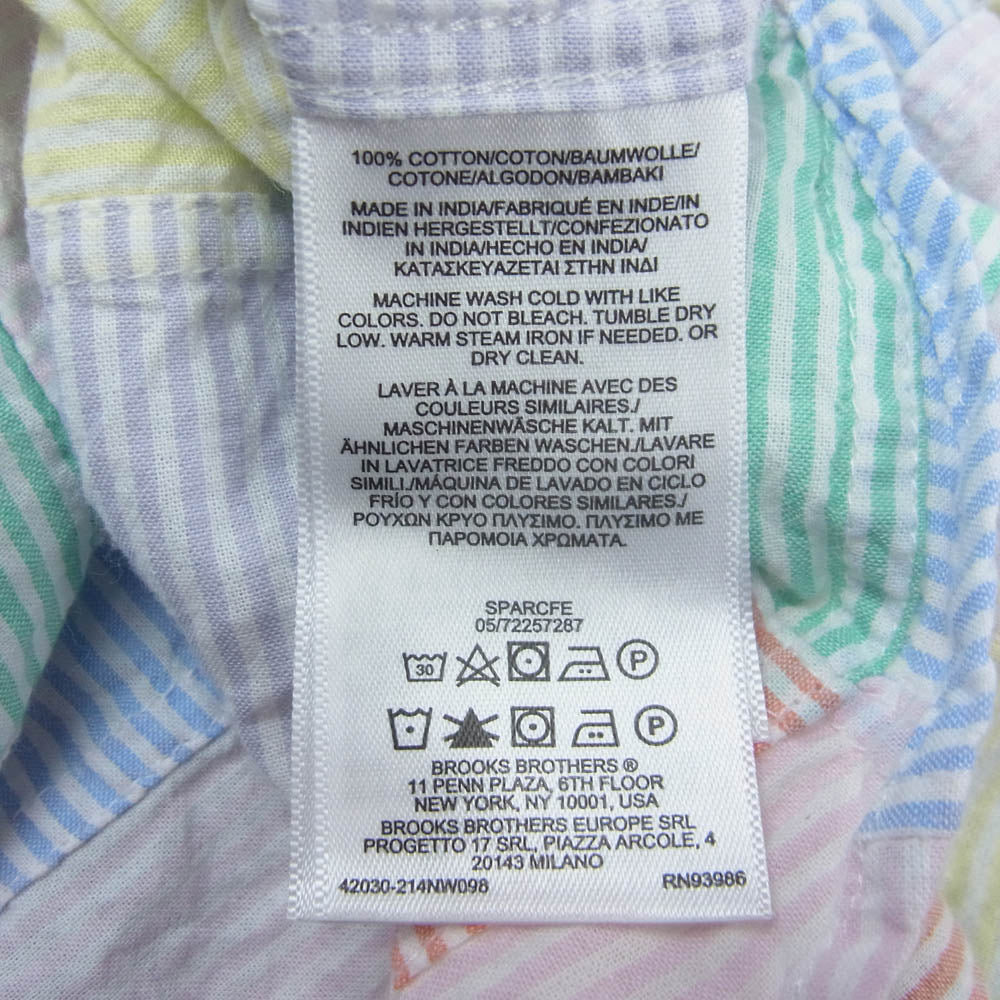 100% COTTON/COTON/BAUMWOLLE/
COTONE/ALGODON/BAMBAKI
MADE IN INDIA/FABRIQUÉ EN INDE/IN
INDIEN HERGESTELLT/CONFEZIONATO
IN INDIA/HECHO EN INDIA/
ΚΑΤΑΣΚΕΥΑΖΕΤΑΙ ΣΤΗΝ ΙΝΔΙ
MACHINE WASH COLD WITH LIKE
COLORS. DO NOT BLEACH. TUMBLE DRY
LOW. WARM STEAM IRON IF NEEDED. OR
DRY CLEAN.
LAVER À LA MACHINE AVEC DES
COULEURS SIMILAIRES./
MASCHINENWÄSCHE KALT. MIT
ÄHNLICHEN FARBEN WASCHEN./LAVARE
IN LAVATRICE FREDDO CON COLORI
SIMILI./MÁQUINA DE LAVADO EN CICLO
FRÍO Y CON COLORES SIMILARES./
ΡΟΥΧΩΝ ΚΡΥΟ ΠΛΥΣΙΜΟ. ΠΛΥΣΙΜΟ ΜΕ
ΠΑΡΟΜΟΙΑ ΧΡΩΜΑΤΑ.
SPARCFE
05/72257287
30 P
P
BROOKS BROTHERS ®
11 PENN PLAZA, 6TH FLOOR
NEW YORK, NY 10001, USA
BROOKS BROTHERS EUROPE SRL
PROGETTO 17 SRL, PIAZZA ARCOLE, 4
20143 MILANO
42030-214NW098 RN93986